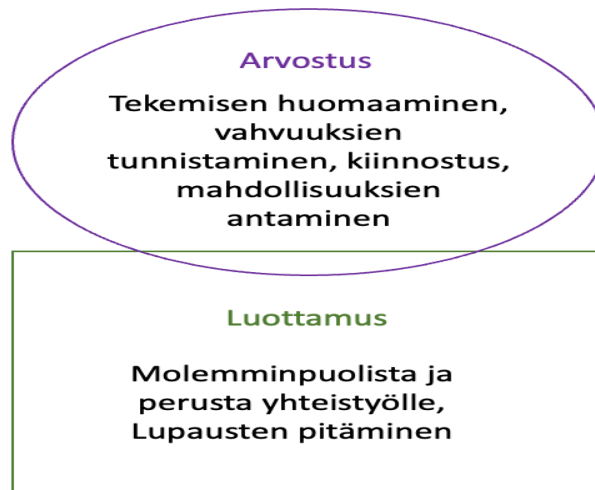 Arvostus
Tekemisen huomaaminen,
vahvuuksien
tunnistaminen, kiinnostus,
mahdollisuuksien
antaminen
Luottamus
Molemminpuolista ja
perusta yhteistyölle,
Lupausten pitäminen